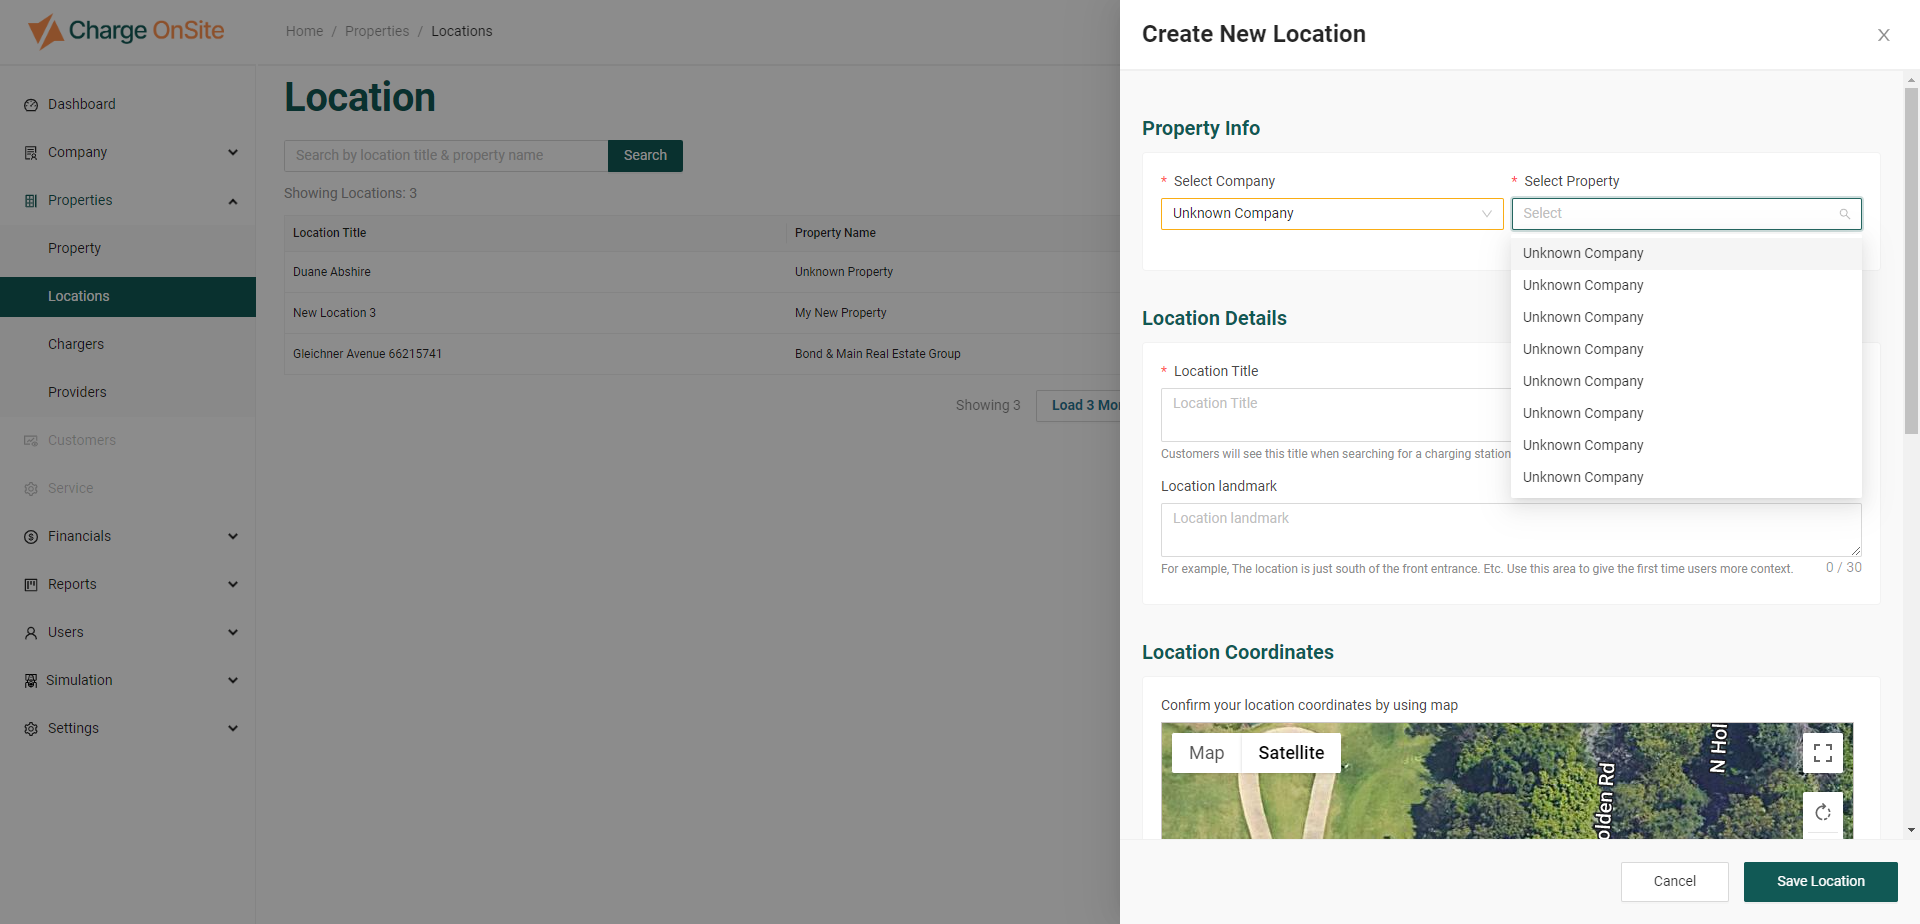 Charge OnSite
Home / Properties / Locations
Dashboard
Company
Properties
Property
Locations
Chargers
Providers
Customers
Service
Financials
Reports
Users
Simulation
Settings
Location
Search by location title & property name
Search
Showing Locations: 3
Location Title Property Name
Duane Abshire Unknown Property
New Location 3 My New Property
Gleichner Avenue 66215741 Bond & Main Real Estate Group
Showing 3 Load 3 Mor
Create New Location
Property Info
* Select Company * Select Property
Unknown Company Select
Unknown Company
Unknown Company
Unknown Company
Unknown Company
Unknown Company
Unknown Company
Unknown Company
Unknown Company
Location Details
* Location Title
Location Title
Customers will see this title when searching for a charging station
Location landmark
Location landmark
For example, The location is just south of the front entrance. Etc. Use this area to give the first time users more context. 0 / 30
Location Coordinates
Confirm your location coordinates by using map
Map Satellite
N Hol
olden Rd
Cancel Save Location